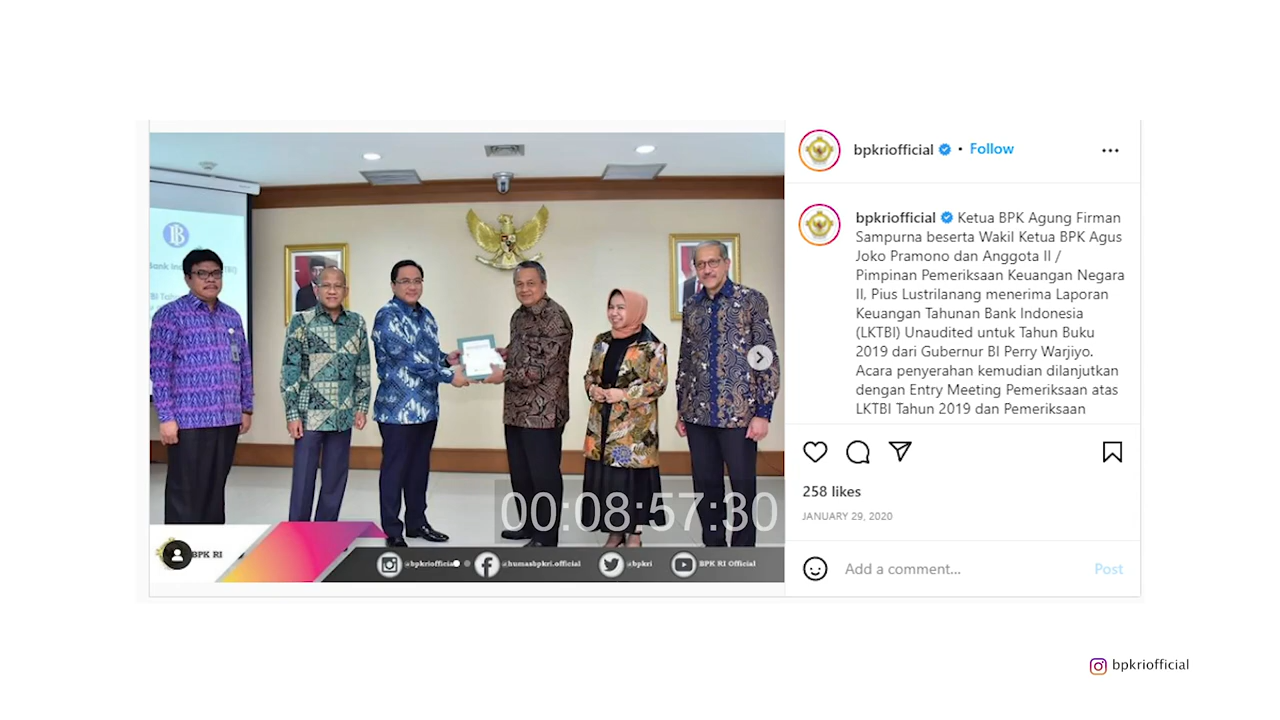 bpkriofficial • Follow
bpkriofficial Ketua BPK Agung Firman
Sampurna beserta Wakil Ketua BPK Agus
Joko Pramono dan Anggota II /
Pimpinan Pemeriksaan Keuangan Negara
II, Pius Lustrilanang menerima Laporan
Keuangan Tahunan Bank Indonesia
(LKTBI) Unaudited untuk Tahun Buku
2019 dari Gubernur BI Perry Warjiyo.
Acara penyerahan kemudian dilanjutkan
dengan Entry Meeting Pemeriksaan atas
LKTBI Tahun 2019 dan Pemeriksaan
258 likes
JANUARY 29, 2020
Add a comment... Post
00:08:57:30
BPK RI
@bpkriofficial @humasbpkri.official @bpkri BPK RI Official
bpkriofficial